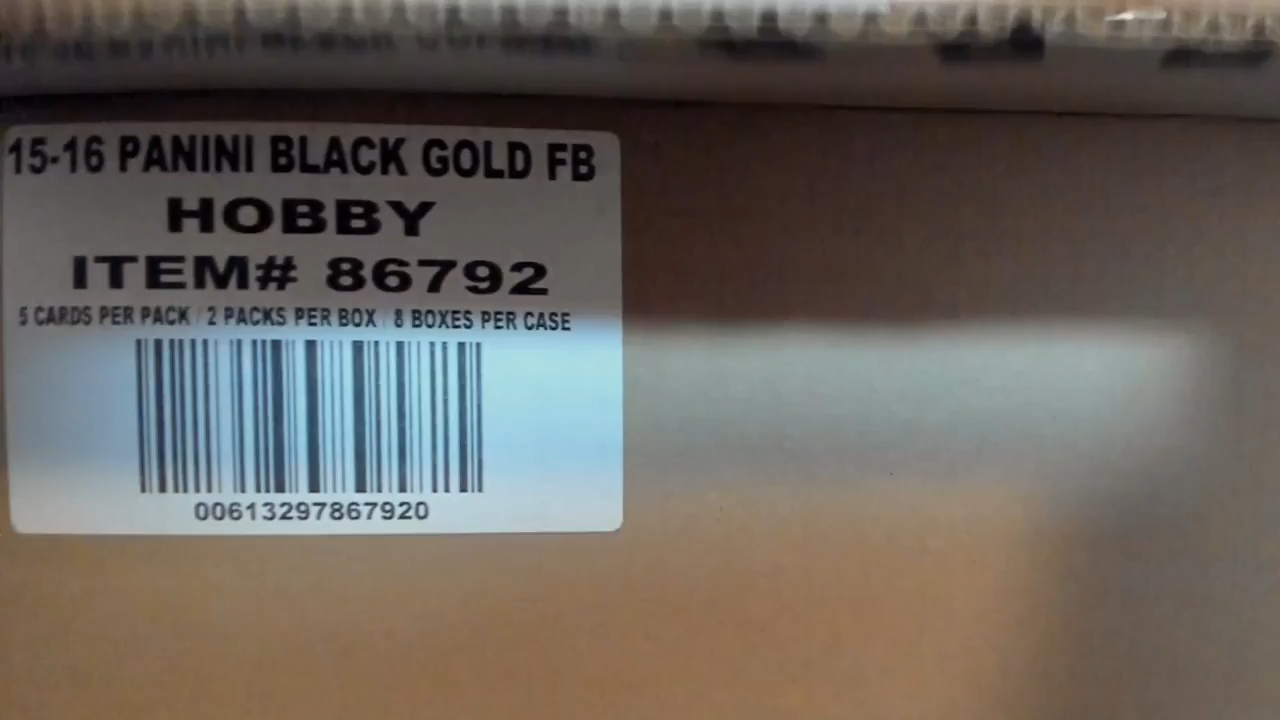 15-16 PANINI BLACK GOLD FB
HOBBY
ITEM# 86792
5 CARDS PER PACK / 2 PACKS PER BOX / 8 BOXES PER CASE
00613297867920